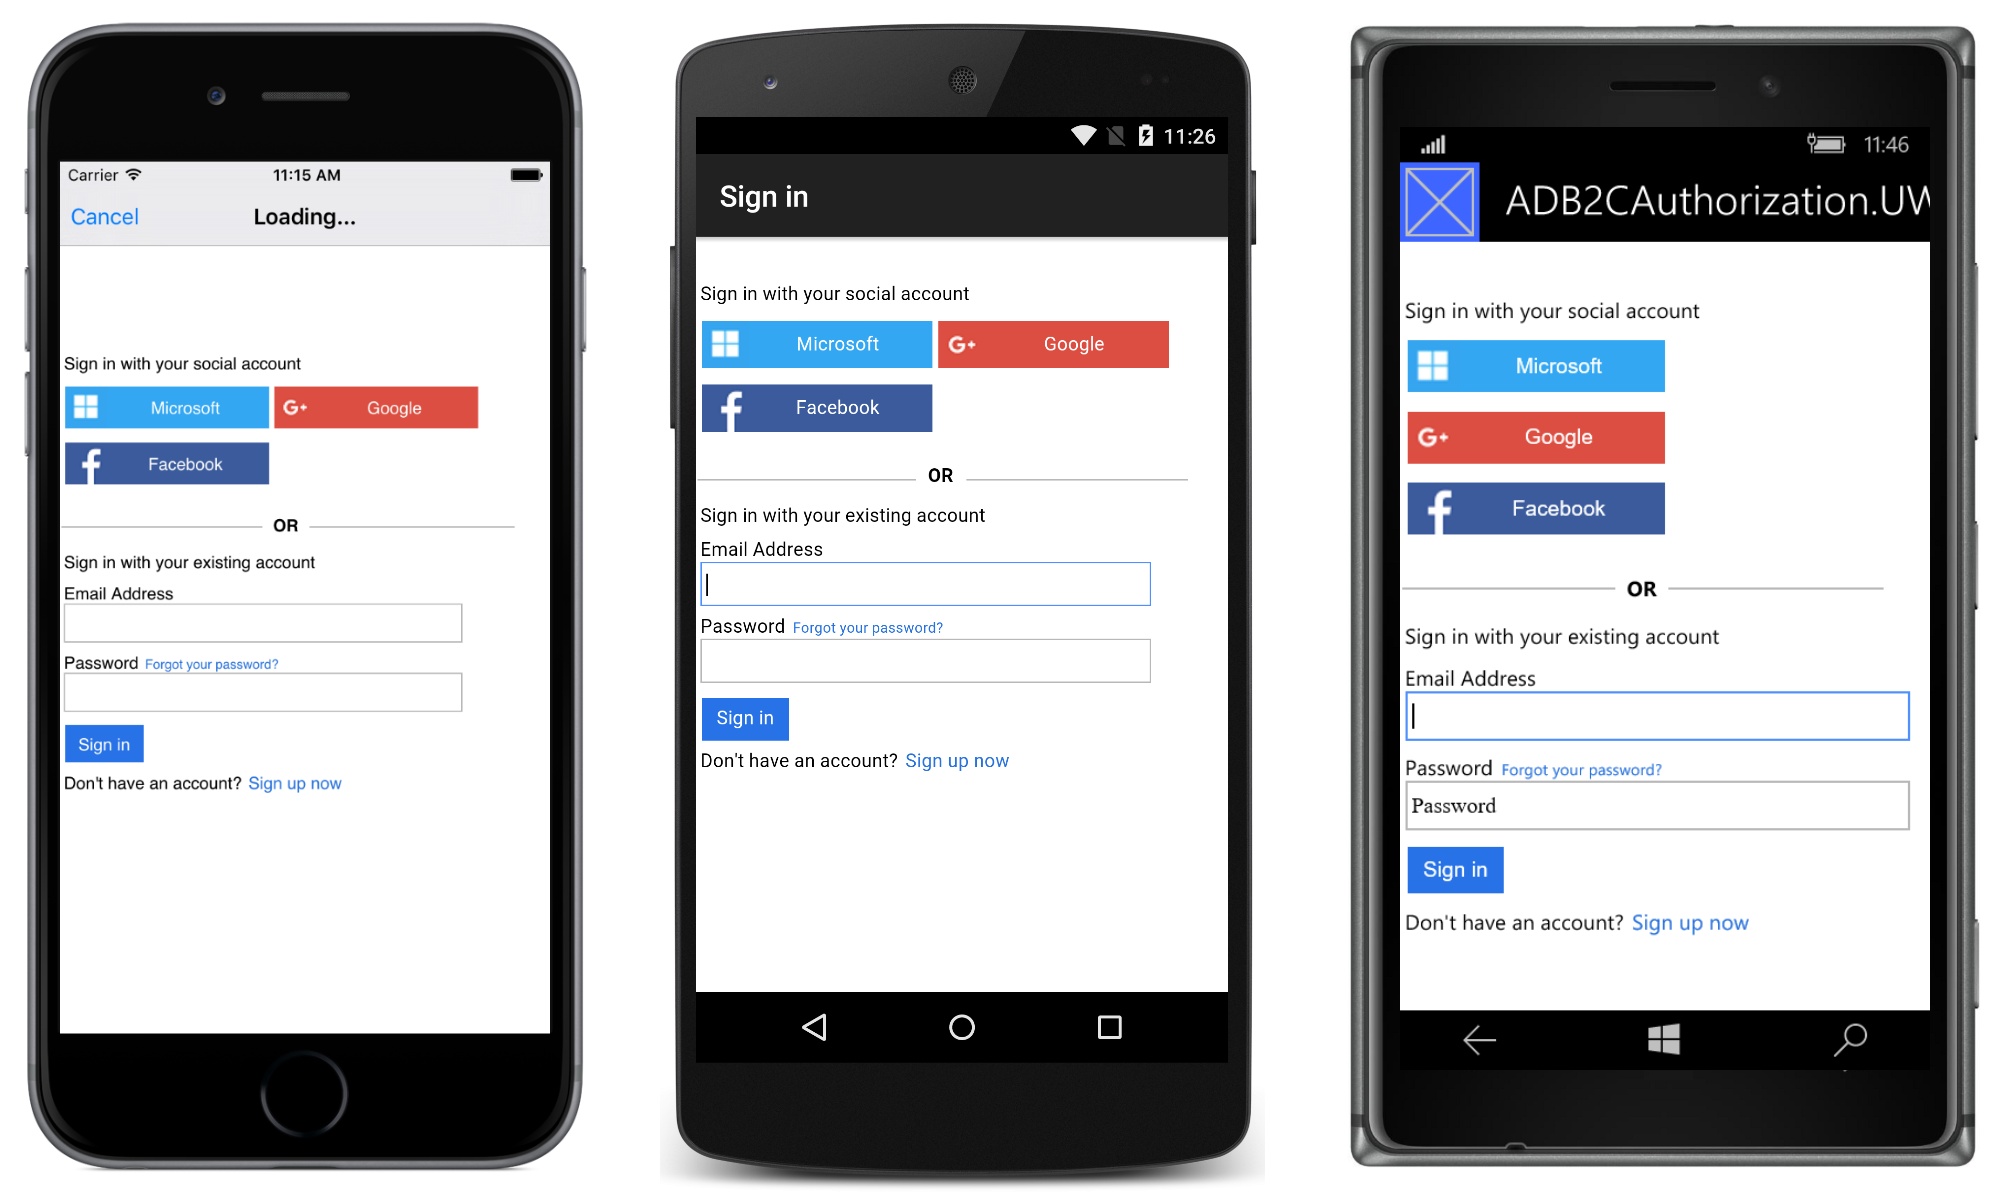 Carrier 11:15 AM
Cancel Loading...
Sign in with your social account
Microsoft G+ Google
f Facebook
OR
Sign in with your existing account
Email Address
Password Forgot your password?
Sign in
Don't have an account? Sign up now
11:26
Sign in
Sign in with your social account
Microsoft G+ Google
f Facebook
OR
Sign in with your existing account
Email Address
Password Forgot your password?
Sign in
Don't have an account? Sign up now
11:46
ADB2CAuthorization.UW
Sign in with your social account
Microsoft
G+ Google
f Facebook
OR
Sign in with your existing account
Email Address
Password Forgot your password?
Password
Sign in
Don't have an account? Sign up now